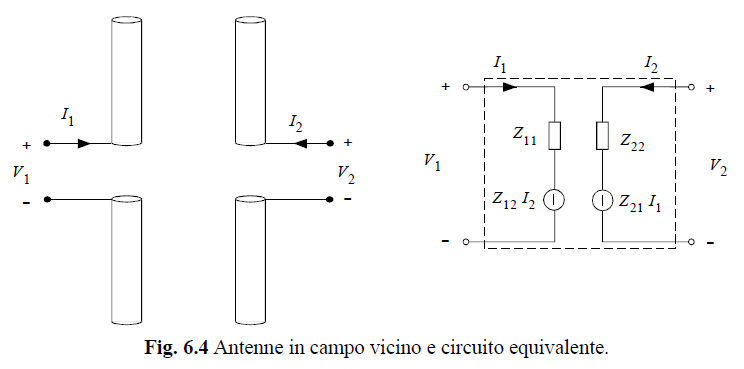 I1
I2
+
+
V1
V2
-
-
I1
I2
+
+
Z11
Z22
V1
V2
Z12 I2
Z21 I1
-
-
Fig. 6.4 Antenne in campo vicino e circuito equivalente.